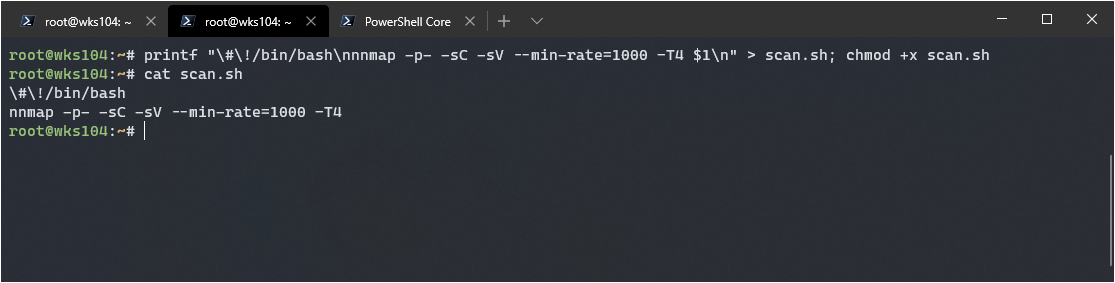 root@wks104: ~ root@wks104: ~ PowerShell Core
root@wks104:~# printf "\#\!/bin/bash\nnnmap -p- -sC -sV --min-rate=1000 -T4 $1\n" > scan.sh; chmod +x scan.sh
root@wks104:~# cat scan.sh
\#\!/bin/bash
nnmap -p- -sC -sV --min-rate=1000 -T4
root@wks104:~#